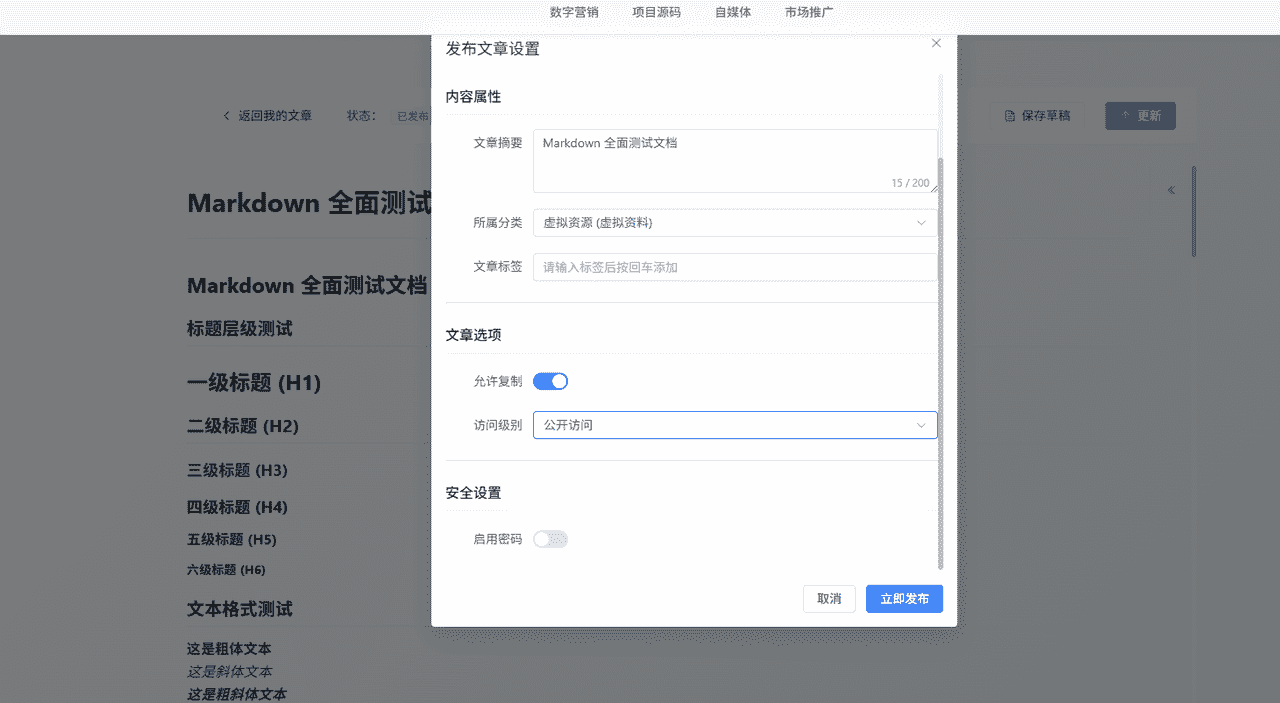 数字营销 项目源码 自媒体 市场推广
发布文章设置
返回我的文章 状态： 已发布
保存草稿 更新
内容属性
文章摘要 Markdown 全面测试文档
15 / 200
所属分类 虚拟资源 (虚拟资料)
文章标签 请输入标签后按回车添加
文章选项
允许复制
访问级别 公开访问
安全设置
启用密码
取消 立即发布
Markdown 全面测试
Markdown 全面测试文档
标题层级测试
一级标题 (H1)
二级标题 (H2)
三级标题 (H3)
四级标题 (H4)
五级标题 (H5)
六级标题 (H6)
文本格式测试
这是粗体文本
这是斜体文本
这是粗斜体文本